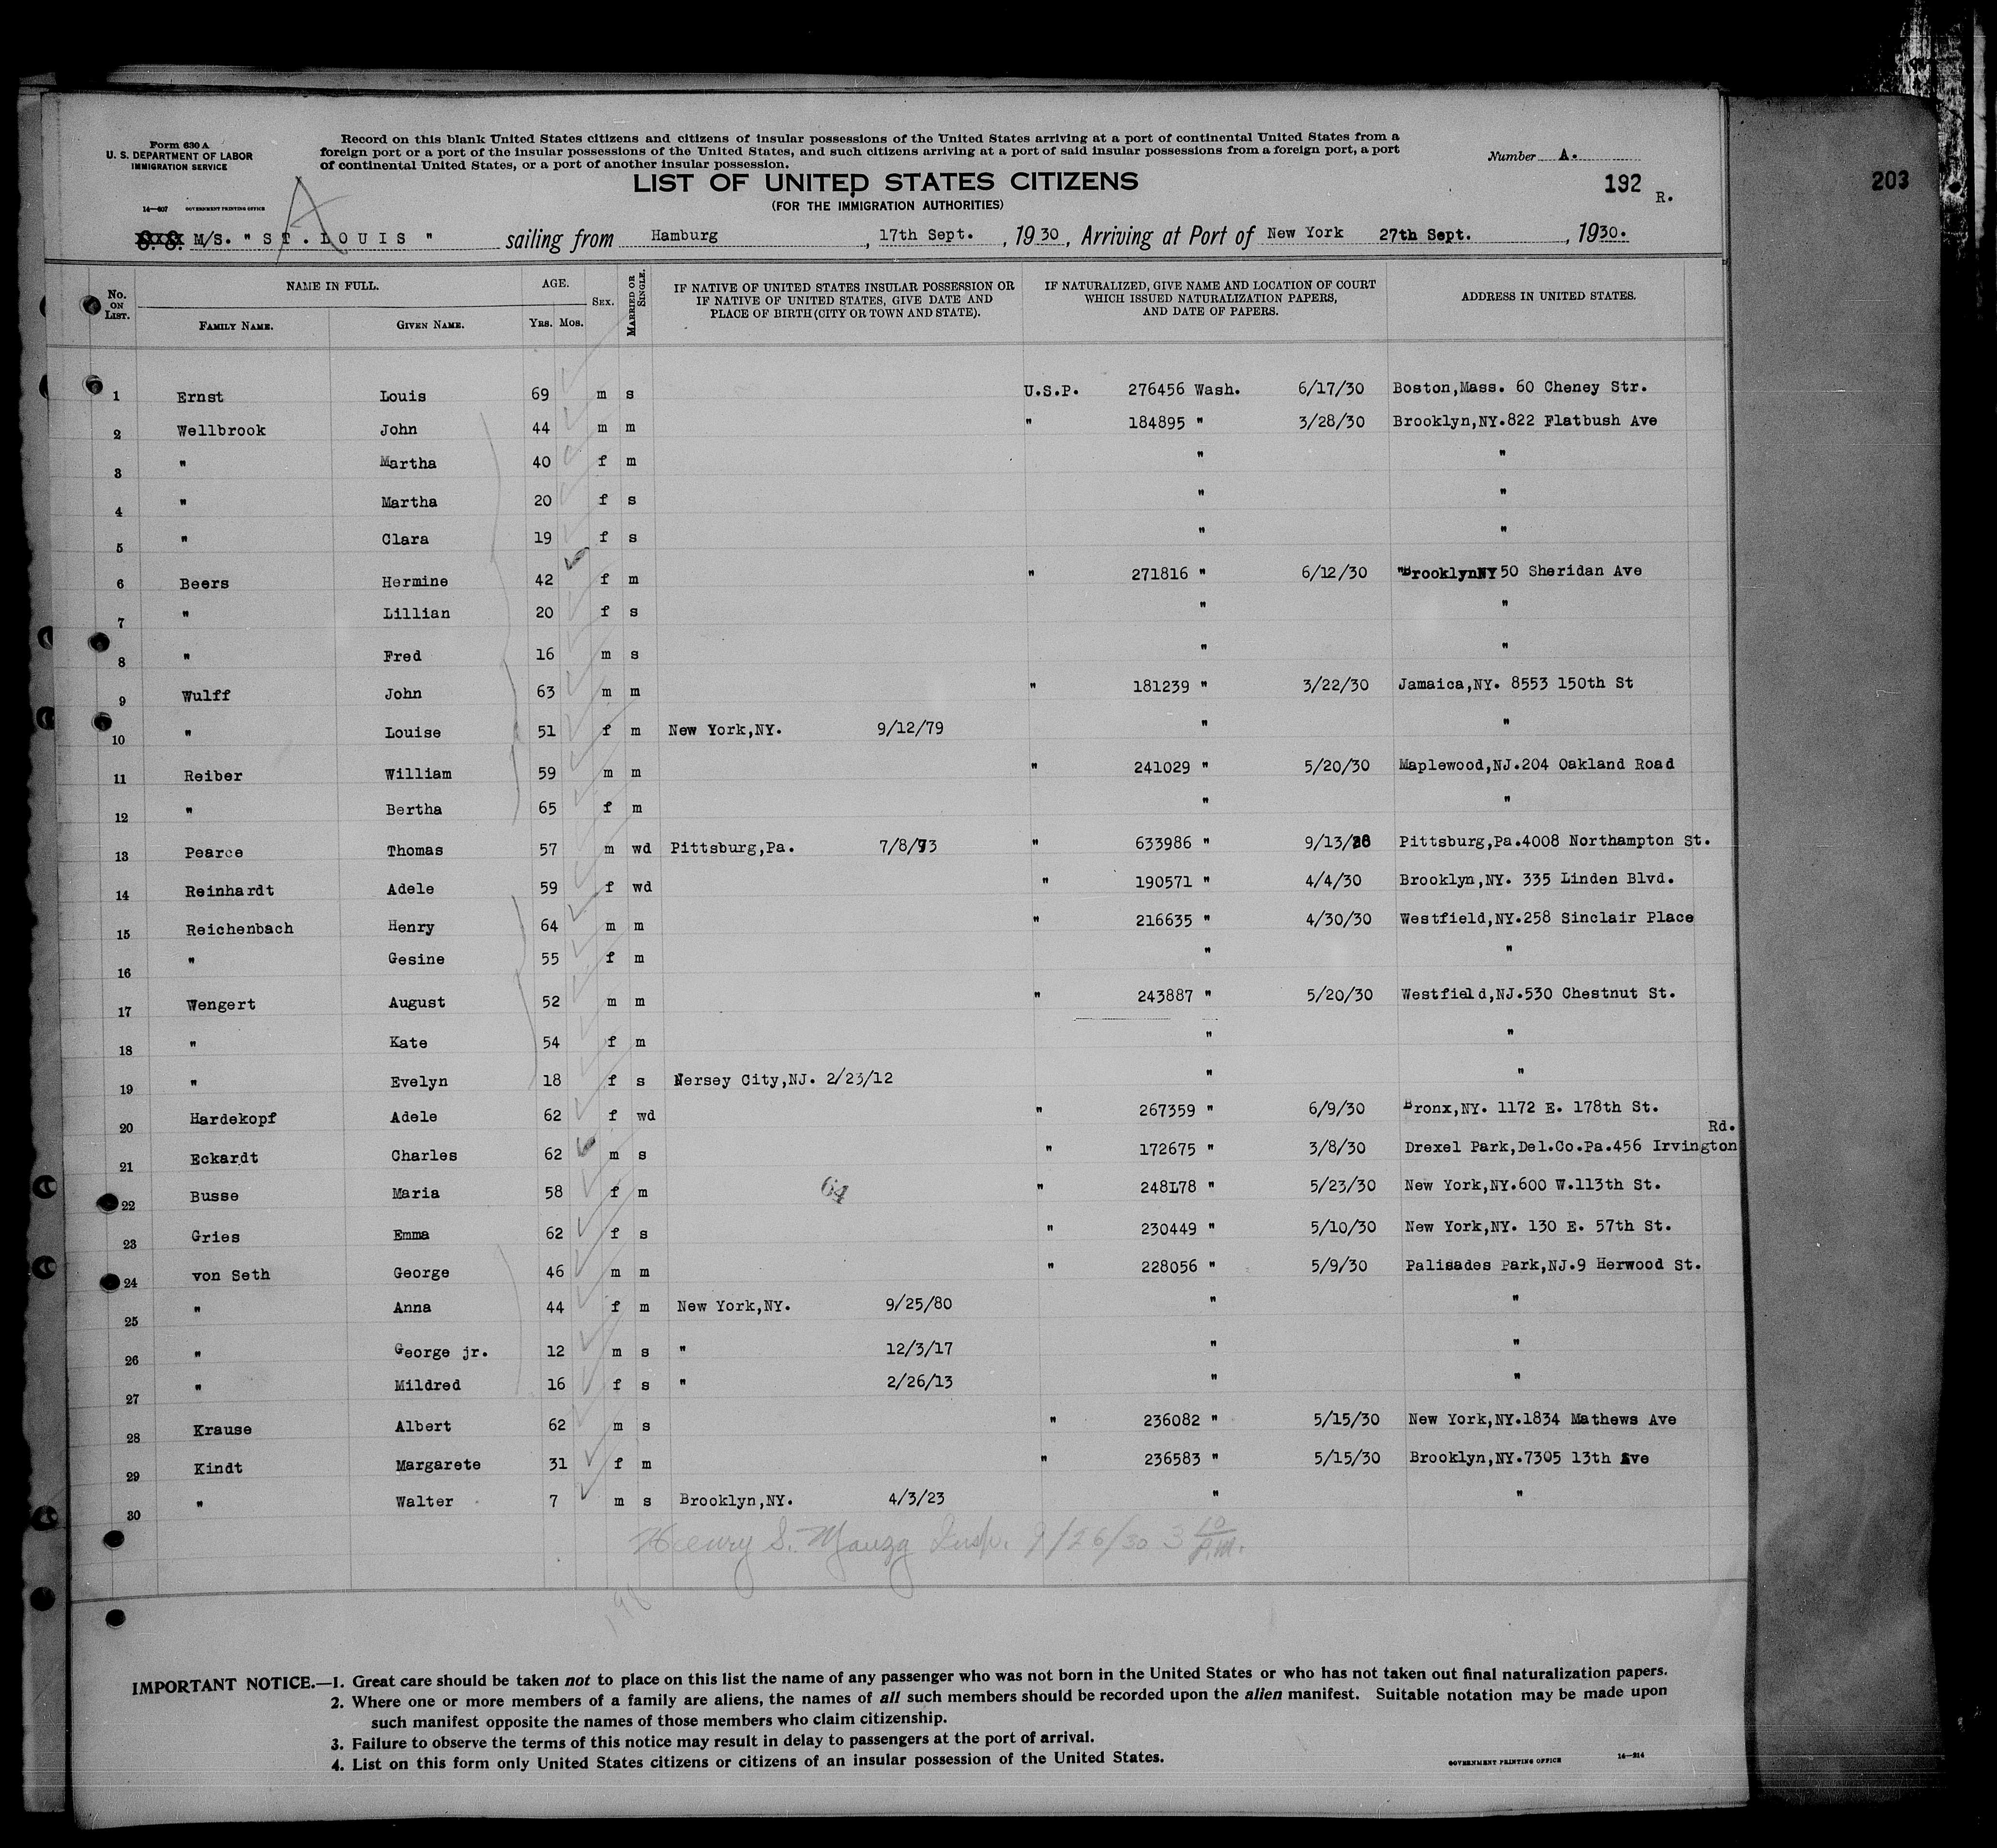 Form 630 A
U. S. DEPARTMENT OF LABOR
IMMIGRATION SERVICE
14—607 GOVERNMENT PRINTING OFFICE
Record on this blank United States citizens and citizens of insular possessions of the United States arriving at a port of continental United States from a
foreign port or a port of the insular possessions of the United States, and such citizens arriving at a port of said insular possessions from a foreign port, a port
of continental United States, or a port of another insular possession.
Number A.
LIST OF UNITED STATES CITIZENS
(FOR THE IMMIGRATION AUTHORITIES)
192 R.
203
A
S. S. M/S. " ST. LOUIS " sailing from Hamburg, 17th Sept., 1930, Arriving at Port of New York 27th Sept., 1930.
No. ON LIST. NAME IN FULL. FAMILY NAME. GIVEN NAME. AGE. YRS. MOS. SEX. MARRIED OR SINGLE. IF NATIVE OF UNITED STATES INSULAR POSSESSION OR IF NATIVE OF UNITED STATES, GIVE DATE AND PLACE OF BIRTH (CITY OR TOWN AND STATE). IF NATURALIZED, GIVE NAME AND LOCATION OF COURT WHICH ISSUED NATURALIZATION PAPERS, AND DATE OF PAPERS. ADDRESS IN UNITED STATES.
1 Ernst Louis 69 m s U.S.P. 276456 Wash. 6/17/30 Boston,Mass. 60 Cheney Str.
2 Wellbrook John 44 m m " 184895 " 3/28/30 Brooklyn,NY.822 Flatbush Ave
3 " Martha 40 f m " "
4 " Martha 20 f s " "
5 " Clara 19 f s " "
6 Beers Hermine 42 f m " 271816 " 6/12/30 "BrooklynNY 50 Sheridan Ave
7 " Lillian 20 f s " "
8 " Fred 16 m s " "
9 Wulff John 63 m m " 181239 " 3/22/30 Jamaica,NY. 8553 150th St
10 " Louise 51 f m New York,NY. 9/12/79 " "
11 Reiber William 59 m m " 241029 " 5/20/30 Maplewood,NJ.204 Oakland Road
12 " Bertha 65 f m " "
13 Pearce Thomas 57 m wd Pittsburg,Pa. 7/8/73 " 633986 " 9/13/28 Pittsburg,Pa.4008 Northampton St.
14 Reinhardt Adele 59 f wd " 190571 " 4/4/30 Brooklyn,NY. 335 Linden Blvd.
15 Reichenbach Henry 64 m m " 216635 " 4/30/30 Westfield,NY.258 Sinclair Place
16 " Gesine 55 f m " "
17 Wengert August 52 m m " 243887 " 5/20/30 Westfield,NJ.530 Chestnut St.
18 " Kate 54 f m " "
19 " Evelyn 18 f s Nersey City,NJ. 2/23/12 " "
20 Hardekopf Adele 62 f wd " 267359 " 6/9/30 Bronx,NY. 1172 E. 178th St.
21 Eckardt Charles 62 m s " 172675 " 3/8/30 Drexel Park,Del.Co.Pa.456 Irvington Rd.
22 Busse Maria 58 f m 64 " 248178 " 5/23/30 New York,NY.600 W.113th St.
23 Gries Emma 62 f s " 230449 " 5/10/30 New York,NY. 130 E. 57th St.
24 von Seth George 46 m m " 228056 " 5/9/30 Palisades Park,NJ.9 Herwood St.
25 " Anna 44 f m New York,NY. 9/25/80 " "
26 " George jr. 12 m s " 12/3/17 " "
27 " Mildred 16 f s " 2/26/13 " "
28 Krause Albert 62 m s " 236082 " 5/15/30 New York,NY.1834 Mathews Ave
29 Kindt Margarete 31 f m " 236583 " 5/15/30 Brooklyn,NY.7305 13th Ave
30 " Walter 7 m s Brooklyn,NY. 4/3/23 " "
Henry S. Insp. 9/26/30 3 10 P.M.
IMPORTANT NOTICE.—1. Great care should be taken not to place on this list the name of any passenger who was not born in the United States or who has not taken out final naturalization papers.
2. Where one or more members of a family are aliens, the names of all such members should be recorded upon the alien manifest. Suitable notation may be made upon
such manifest opposite the names of those members who claim citizenship.
3. Failure to observe the terms of this notice may result in delay to passengers at the port of arrival.
4. List on this form only United States citizens or citizens of an insular possession of the United States.
GOVERNMENT PRINTING OFFICE 14—214